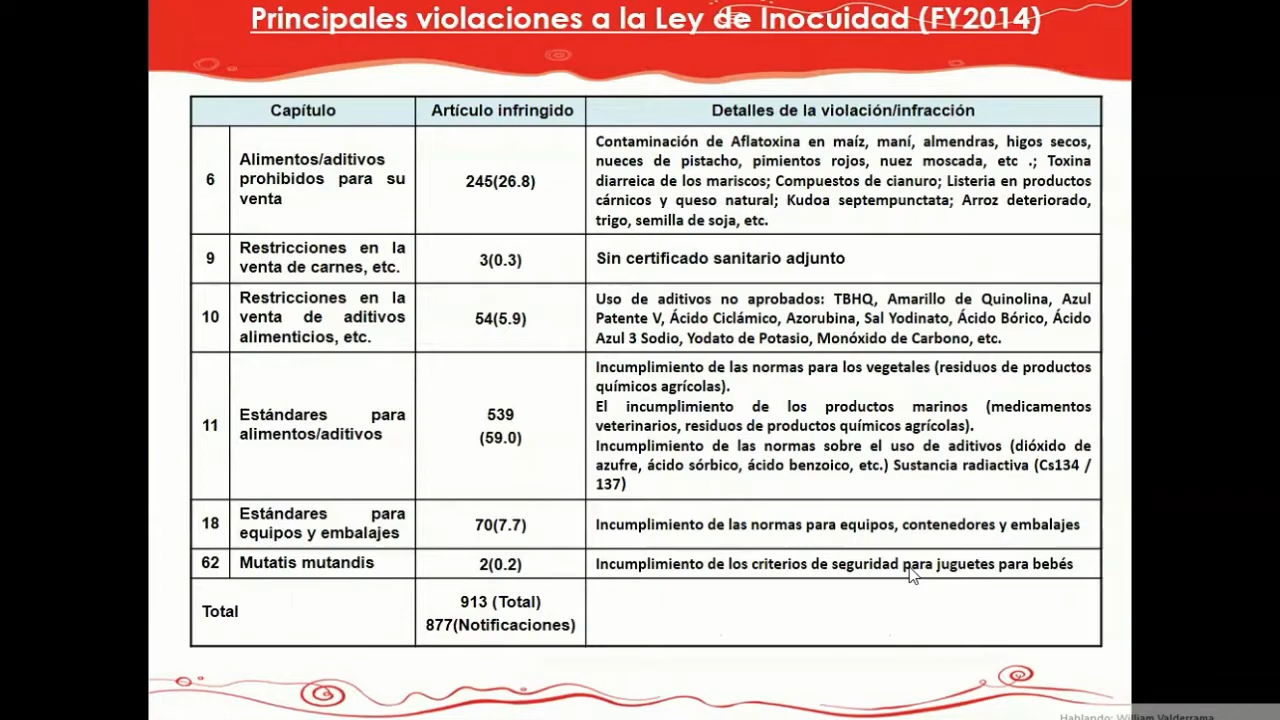 Principales violaciones a la Ley de Inocuidad (FY2014)
Capítulo
Artículo infringido
Detalles de la violación/infracción
6
Alimentos/aditivos
prohibidos para su
venta
245(26.8)
Contaminación de Aflatoxina en maíz, maní, almendras, higos secos,
nueces de pistacho, pimientos rojos, nuez moscada, etc .; Toxina
diarreica de los mariscos; Compuestos de cianuro; Listeria en productos
cárnicos y queso natural; Kudoa septempunctata; Arroz deteriorado,
trigo, semilla de soja, etc.
9
Restricciones en la
venta de carnes, etc.
3(0.3)
Sin certificado sanitario adjunto
10
Restricciones en la
venta de aditivos
alimenticios, etc.
54(5.9)
Uso de aditivos no aprobados: TBHQ, Amarillo de Quinolina, Azul
Patente V, Ácido Ciclámico, Azorubina, Sal Yodinato, Ácido Bórico, Ácido
Azul 3 Sodio, Yodato de Potasio, Monóxido de Carbono, etc.
11
Estándares para
alimentos/aditivos
539
(59.0)
Incumplimiento de las normas para los vegetales (residuos de productos
químicos agrícolas).
El incumplimiento de los productos marinos (medicamentos
veterinarios, residuos de productos químicos agrícolas).
Incumplimiento de las normas sobre el uso de aditivos (dióxido de
azufre, ácido sórbico, ácido benzoico, etc.) Sustancia radiactiva (Cs134 /
137)
18
Estándares para
equipos y embalajes
70(7.7)
Incumplimiento de las normas para equipos, contenedores y embalajes
62
Mutatis mutandis
2(0.2)
Incumplimiento de los criterios de seguridad para juguetes para bebés
Total
913 (Total)
877(Notificaciones)
Hablando: William Valderrama